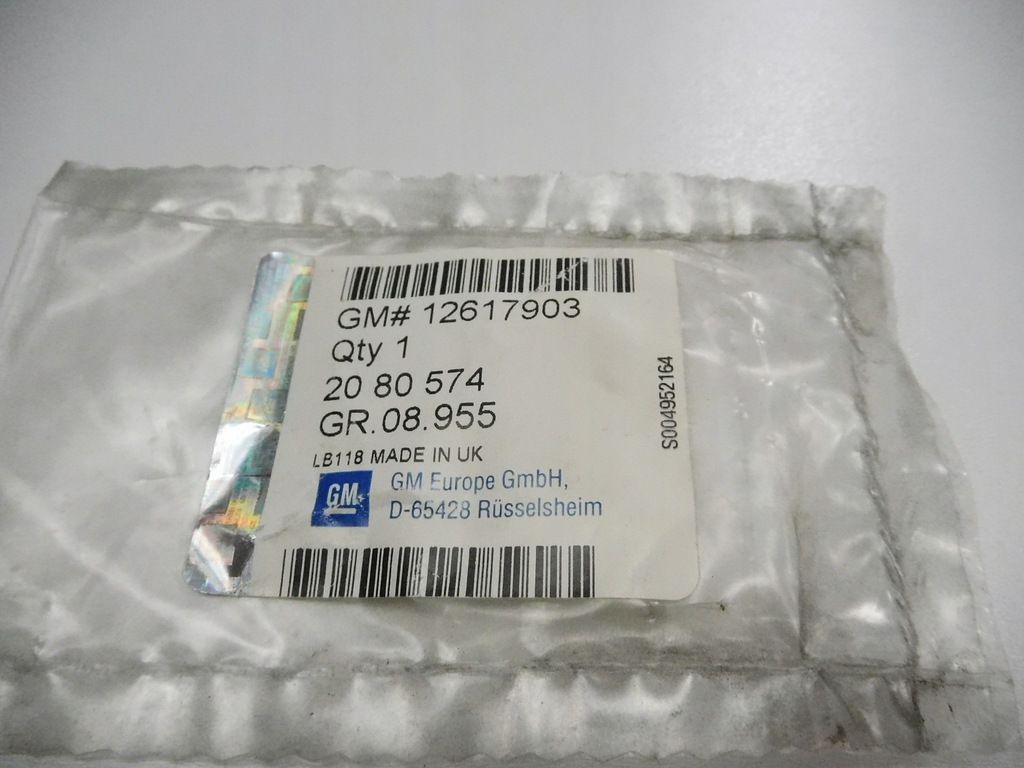 GM# 12617903
Qty 1
20 80 574
GR.08.955
LB118 MADE IN UK
GM
GM Europe GmbH,
D-65428 Rüsselsheim
S004952164